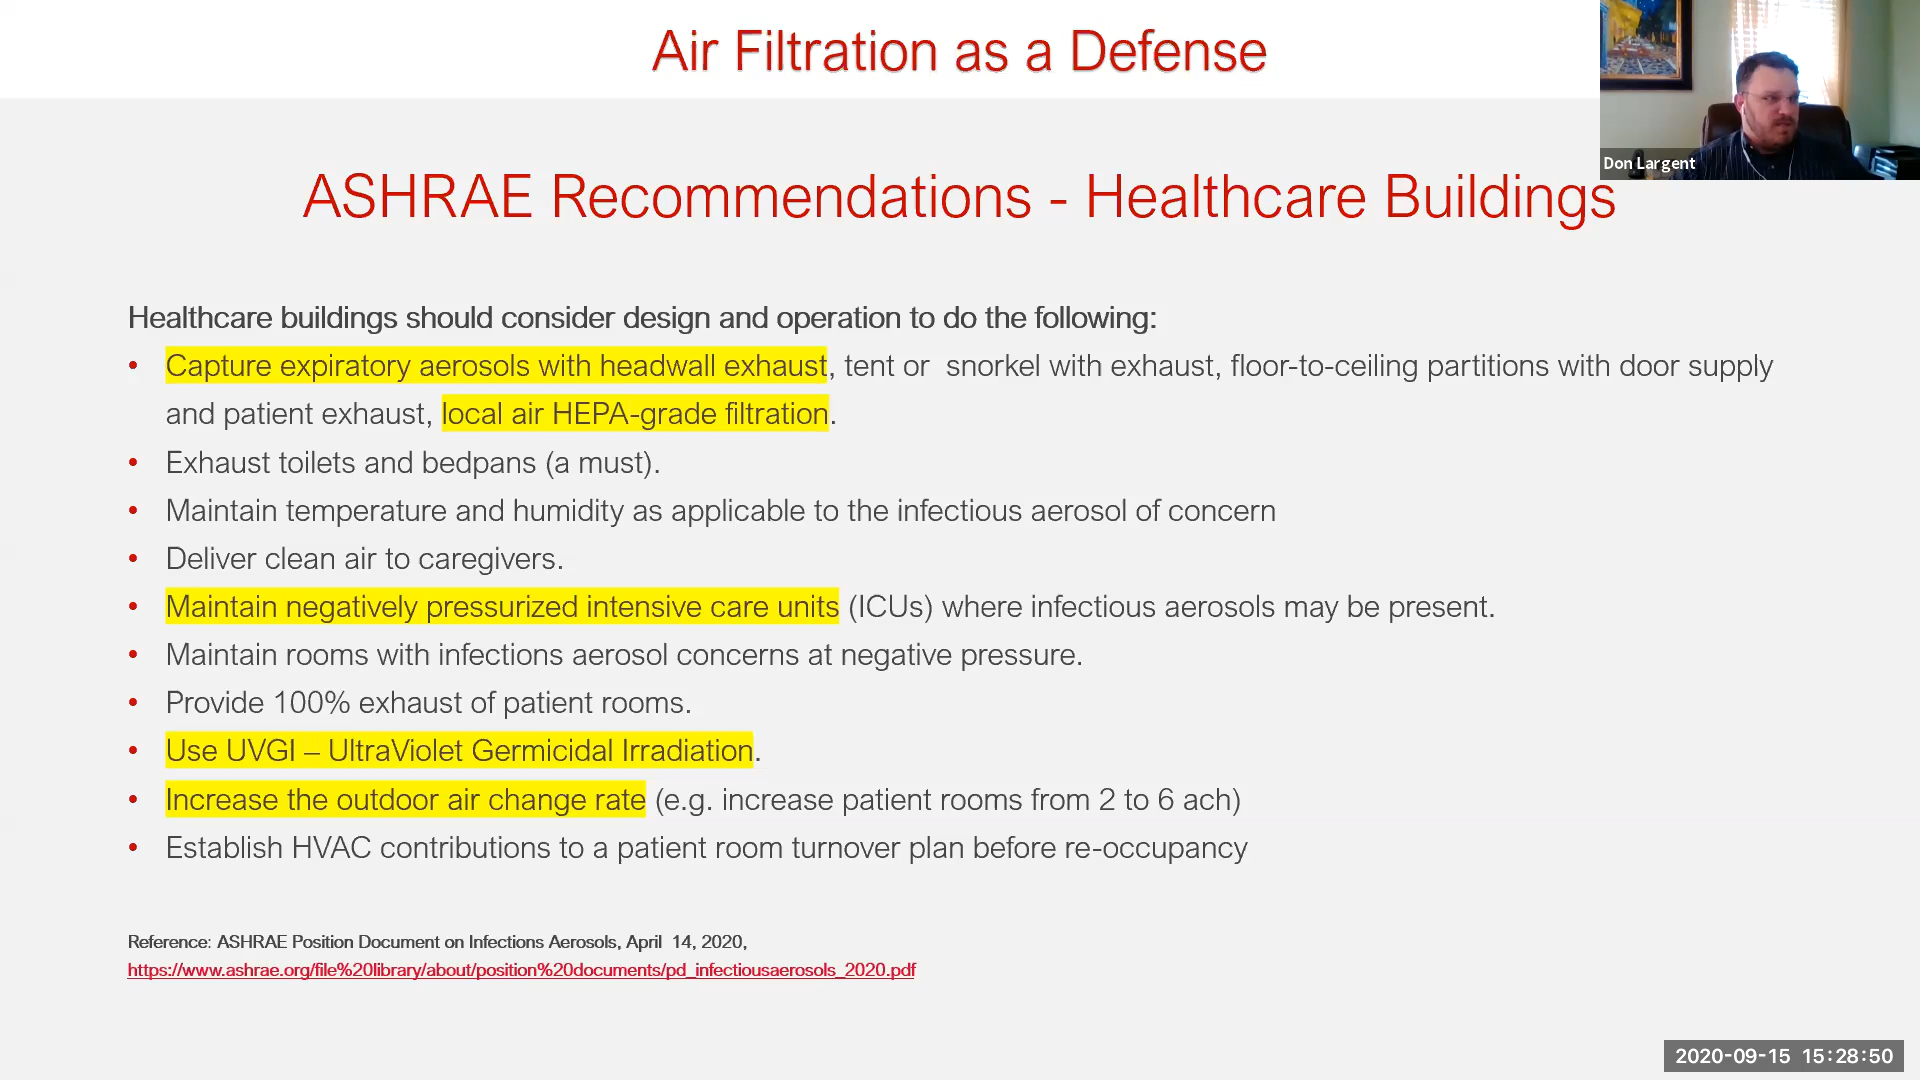 Air Filtration as a Defense
Don Largent
ASHRAE Recommendations - Healthcare Buildings
Healthcare buildings should consider design and operation to do the following:
• Capture expiratory aerosols with headwall exhaust, tent or  snorkel with exhaust, floor-to-ceiling partitions with door supply
and patient exhaust, local air HEPA-grade filtration.
• Exhaust toilets and bedpans (a must).
• Maintain temperature and humidity as applicable to the infectious aerosol of concern
• Deliver clean air to caregivers.
• Maintain negatively pressurized intensive care units (ICUs) where infectious aerosols may be present.
• Maintain rooms with infections aerosol concerns at negative pressure.
• Provide 100% exhaust of patient rooms.
• Use UVGI – UltraViolet Germicidal Irradiation.
• Increase the outdoor air change rate (e.g. increase patient rooms from 2 to 6 ach)
• Establish HVAC contributions to a patient room turnover plan before re-occupancy
Reference: ASHRAE Position Document on Infections Aerosols, April  14, 2020,
https://www.ashrae.org/file%20library/about/position%20documents/pd_infectiousaerosols_2020.pdf
2020-09-15  15:28:50